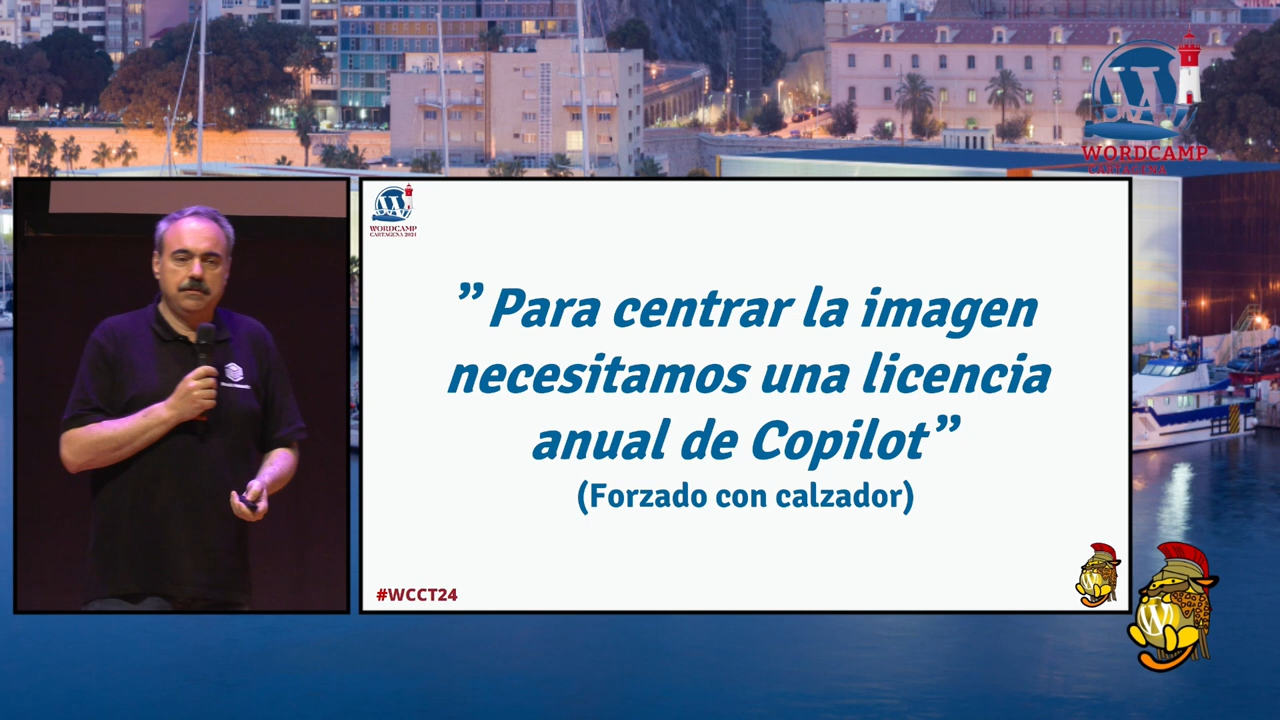 WORDCAMP
CARTAGENA
WORDCAMP
CARTAGENA 2024
” Para centrar la imagen
necesitamos una licencia
anual de Copilot”
(Forzado con calzador)
#WCCT24